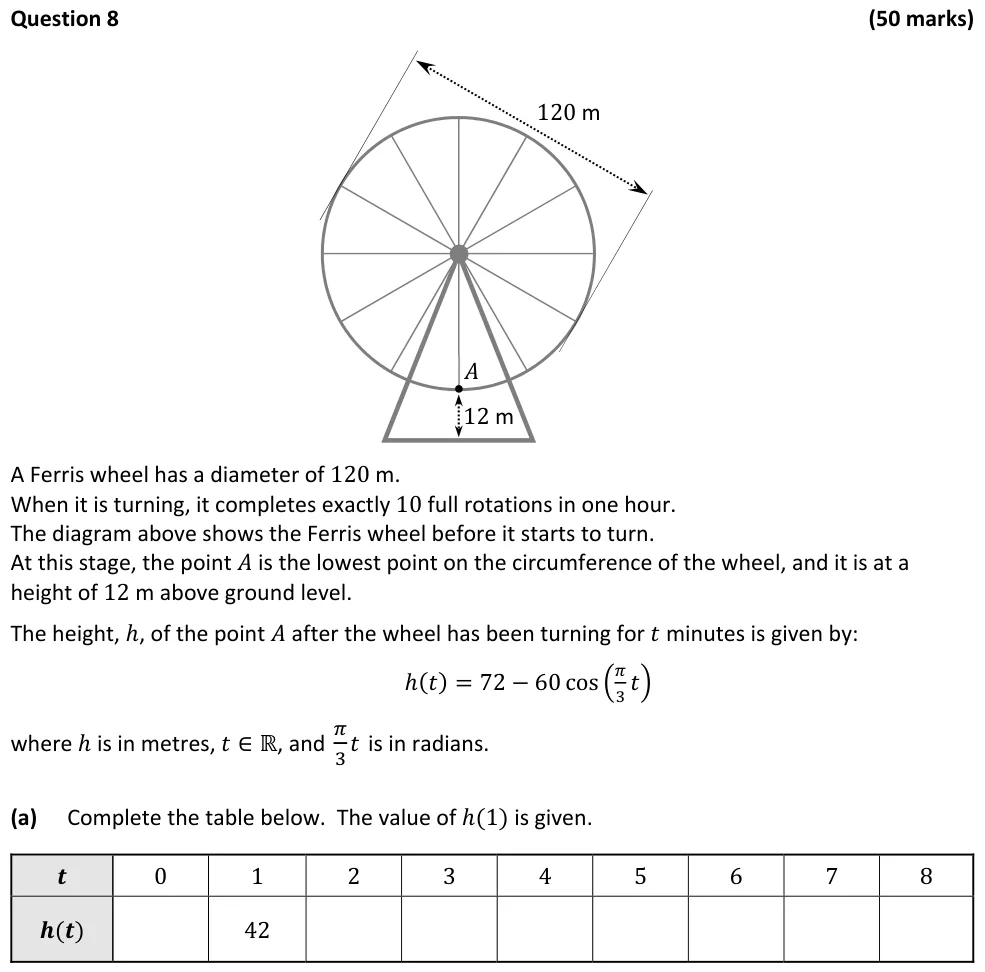 Question 8 (50 marks)
120 m
A
12 m
A Ferris wheel has a diameter of 120 m.
When it is turning, it completes exactly 10 full rotations in one hour.
The diagram above shows the Ferris wheel before it starts to turn.
At this stage, the point A is the lowest point on the circumference of the wheel, and it is at a
height of 12 m above ground level.
The height, h, of the point A after the wheel has been turning for t minutes is given by:
h(t) = 72 − 60 cos (π/3 t)
where h is in metres, t ∈ ℝ, and π/3 t is in radians.
(a) Complete the table below. The value of h(1) is given.
t 0 1 2 3 4 5 6 7 8
h(t) 42